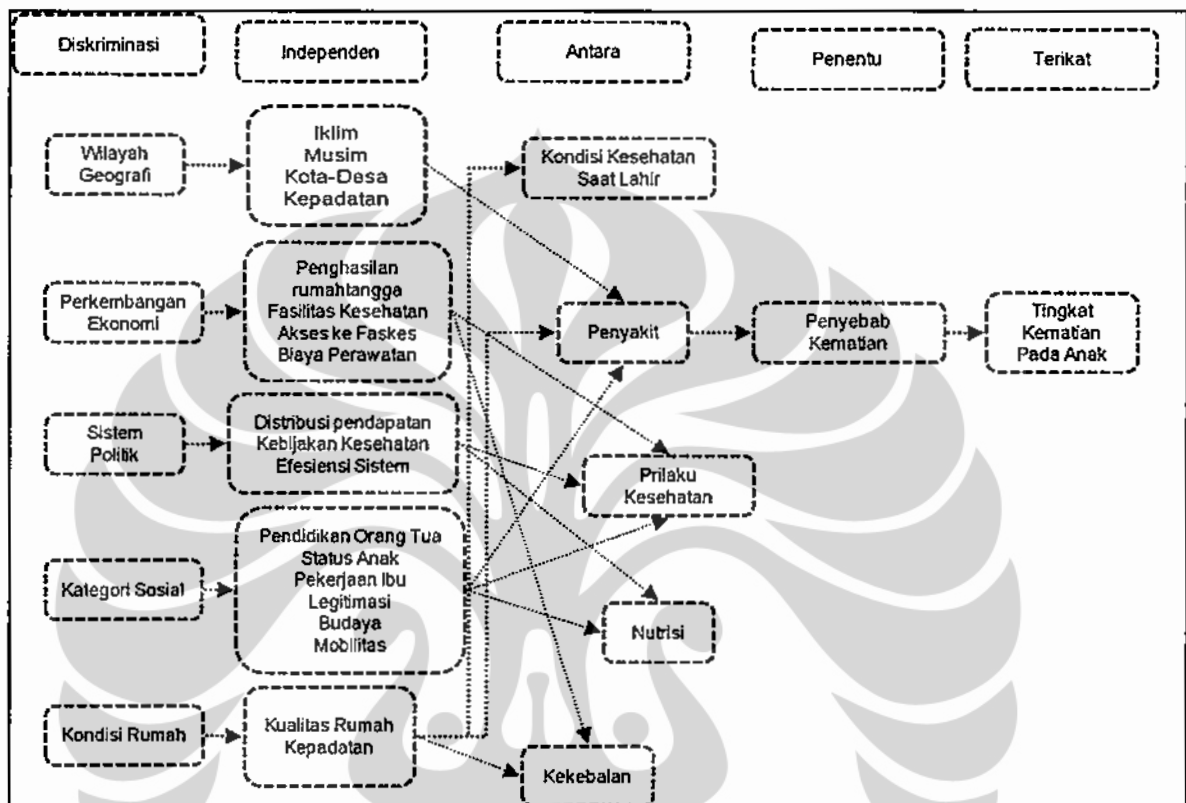 Diskriminasi
Independen
Antara
Penentu
Terikat
Wilayah
Geografi
Iklim
Musim
Kota-Desa
Kepadatan
Kondisi Kesehatan
Saat Lahir
Perkembangan
Ekonomi
Penghasilan
rumahtangga
Fasilitas Kesehatan
Akses ke Faskes
Biaya Perawatan
Penyakit
Penyebab
Kematian
Tingkat
Kematian
Pada Anak
Sistem
Politik
Distribusi pendapatan
Kebijakan Kesehatan
Efesiensi Sistem
Prilaku
Kesehatan
Kategori Sosial
Pendidikan Orang Tua
Status Anak
Pekerjaan Ibu
Legitimasi
Budaya
Mobilitas
Nutrisi
Kondisi Rumah
Kualitas Rumah
Kepadatan
Kekebalan